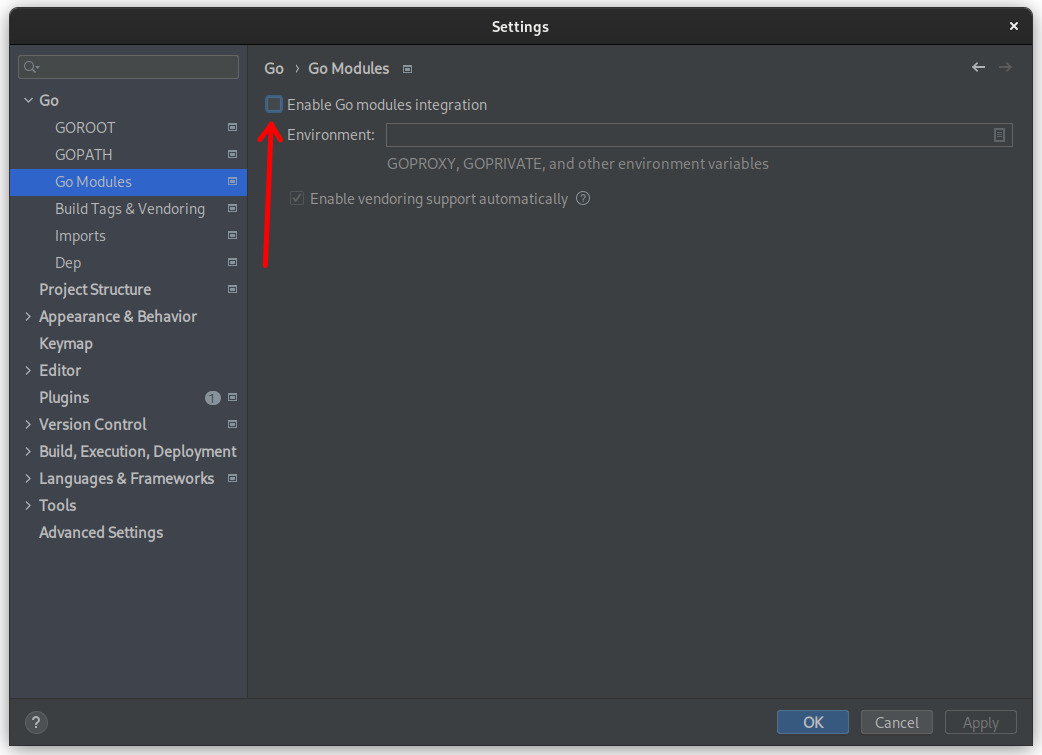 Settings
Go › Go Modules
Go
GOROOT
GOPATH
Go Modules
Build Tags & Vendoring
Imports
Dep
Project Structure
Appearance & Behavior
Keymap
Editor
Plugins 1
Version Control
Build, Execution, Deployment
Languages & Frameworks
Tools
Advanced Settings
Enable Go modules integration
Environment:
GOPROXY, GOPRIVATE, and other environment variables
Enable vendoring support automatically ?
? OK Cancel Apply